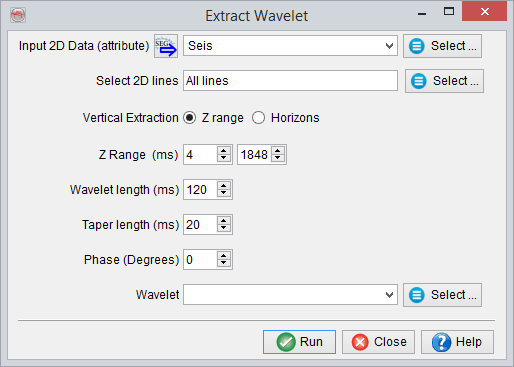 Extract Wavelet
Input 2D Data (attribute) SEG Seis Select ...
Select 2D lines All lines Select ...
Vertical Extraction Z range Horizons
Z Range (ms) 4 1848
Wavelet length (ms) 120
Taper length (ms) 20
Phase (Degrees) 0
Wavelet Select ...
Run Close ? Help